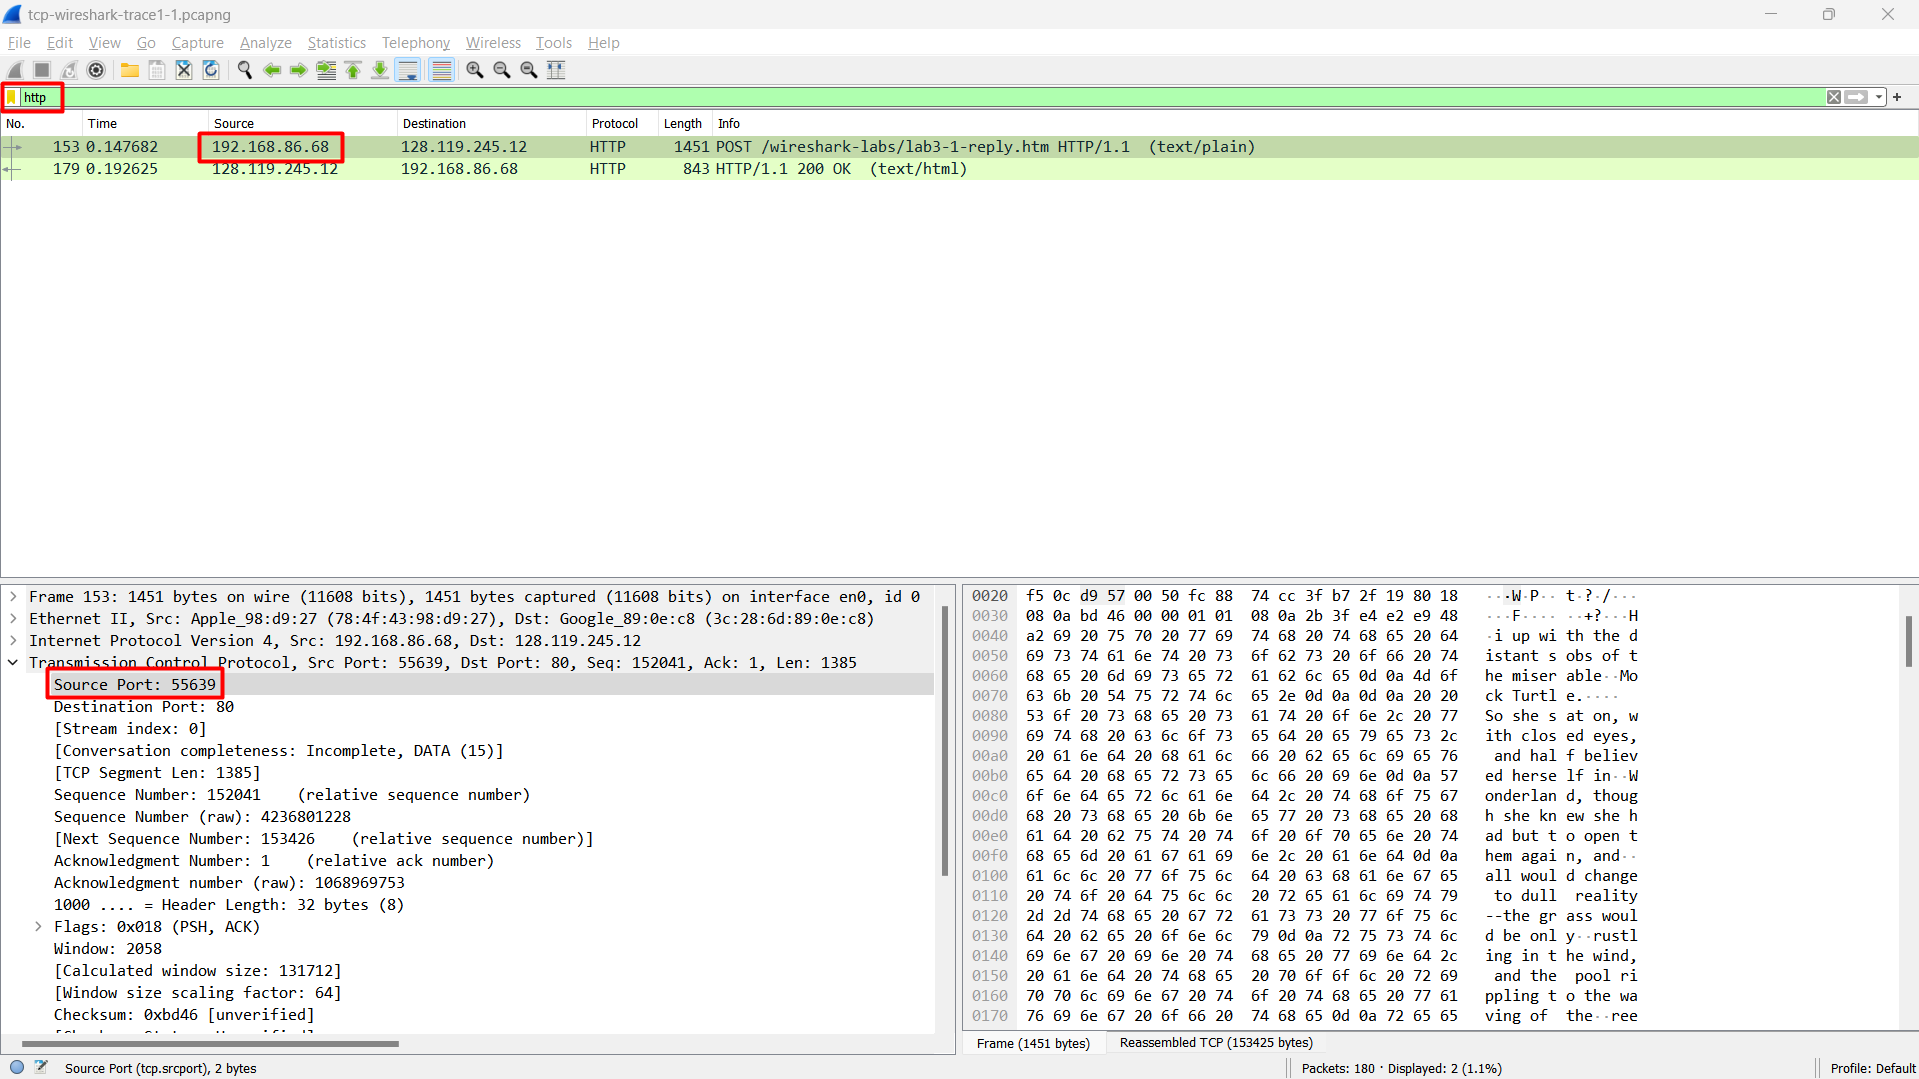 tcp-wireshark-trace1-1.pcapng
File Edit View Go Capture Analyze Statistics Telephony Wireless Tools Help
http
No. Time Source Destination Protocol Length Info
153 0.147682 192.168.86.68 128.119.245.12 HTTP 1451 POST /wireshark-labs/lab3-1-reply.htm HTTP/1.1 (text/plain)
179 0.192625 128.119.245.12 192.168.86.68 HTTP 843 HTTP/1.1 200 OK (text/html)
Frame 153: 1451 bytes on wire (11608 bits), 1451 bytes captured (11608 bits) on interface en0, id 0
Ethernet II, Src: Apple_98:d9:27 (78:4f:43:98:d9:27), Dst: Google_89:0e:c8 (3c:28:6d:89:0e:c8)
Internet Protocol Version 4, Src: 192.168.86.68, Dst: 128.119.245.12
Transmission Control Protocol, Src Port: 55639, Dst Port: 80, Seq: 152041, Ack: 1, Len: 1385
Source Port: 55639
Destination Port: 80
[Stream index: 0]
[Conversation completeness: Incomplete, DATA (15)]
[TCP Segment Len: 1385]
Sequence Number: 152041 (relative sequence number)
Sequence Number (raw): 4236801228
[Next Sequence Number: 153426 (relative sequence number)]
Acknowledgment Number: 1 (relative ack number)
Acknowledgment number (raw): 1068969753
1000 .... = Header Length: 32 bytes (8)
Flags: 0x018 (PSH, ACK)
Window: 2058
[Calculated window size: 131712]
[Window size scaling factor: 64]
Checksum: 0xbd46 [unverified]
0020 f5 0c d9 57 00 50 fc 88 74 cc 3f b7 2f 19 80 18 ···W·P·· t·?·/···
0030 08 0a bd 46 00 00 01 01 08 0a 2b 3f e4 e2 e9 48 ···F···· ··+?···H
0040 a2 69 20 75 70 20 77 69 74 68 20 74 68 65 20 64 ·i up wi th the d
0050 69 73 74 61 6e 74 20 73 6f 62 73 20 6f 66 20 74 istant s obs of t
0060 68 65 20 6d 69 73 65 72 61 62 6c 65 0d 0a 4d 6f he miser able··Mo
0070 63 6b 20 54 75 72 74 6c 65 2e 0d 0a 0d 0a 20 20 ck Turtl e.····
0080 53 6f 20 73 68 65 20 73 61 74 20 6f 6e 2c 20 77 So she s at on, w
0090 69 74 68 20 63 6c 6f 73 65 64 20 65 79 65 73 2c ith clos ed eyes,
00a0 20 61 6e 64 20 68 61 6c 66 20 62 65 6c 69 65 76 and hal f believ
00b0 65 64 20 68 65 72 73 65 6c 66 20 69 6e 0d 0a 57 ed herse lf in··W
00c0 6f 6e 64 65 72 6c 61 6e 64 2c 20 74 68 6f 75 67 onderlan d, thoug
00d0 68 20 73 68 65 20 6b 6e 65 77 20 73 68 65 20 68 h she kn ew she h
00e0 61 64 20 62 75 74 20 74 6f 20 6f 70 65 6e 20 74 ad but t o open t
00f0 68 65 6d 20 61 67 61 69 6e 2c 20 61 6e 64 0d 0a hem agai n, and··
0100 61 6c 6c 20 77 6f 75 6c 64 20 63 68 61 6e 67 65 all woul d change
0110 20 74 6f 20 64 75 6c 6c 20 72 65 61 6c 69 74 79 to dull reality
0120 2d 2d 74 68 65 20 67 72 61 73 73 20 77 6f 75 6c --the gr ass woul
0130 64 20 62 65 20 6f 6e 6c 79 0d 0a 72 75 73 74 6c d be onl y··rustl
0140 69 6e 67 20 69 6e 20 74 68 65 20 77 69 6e 64 2c ing in t he wind,
0150 20 61 6e 64 20 74 68 65 20 70 6f 6f 6c 20 72 69 and the pool ri
0160 70 70 6c 69 6e 67 20 74 6f 20 74 68 65 20 77 61 ppling t o the wa
0170 76 69 6e 67 20 6f 66 20 74 68 65 0d 0a 72 65 65 ving of the··ree
Frame (1451 bytes) Reassembled TCP (153425 bytes)
Source Port (tcp.srcport), 2 bytes Packets: 180 · Displayed: 2 (1.1%) Profile: Default